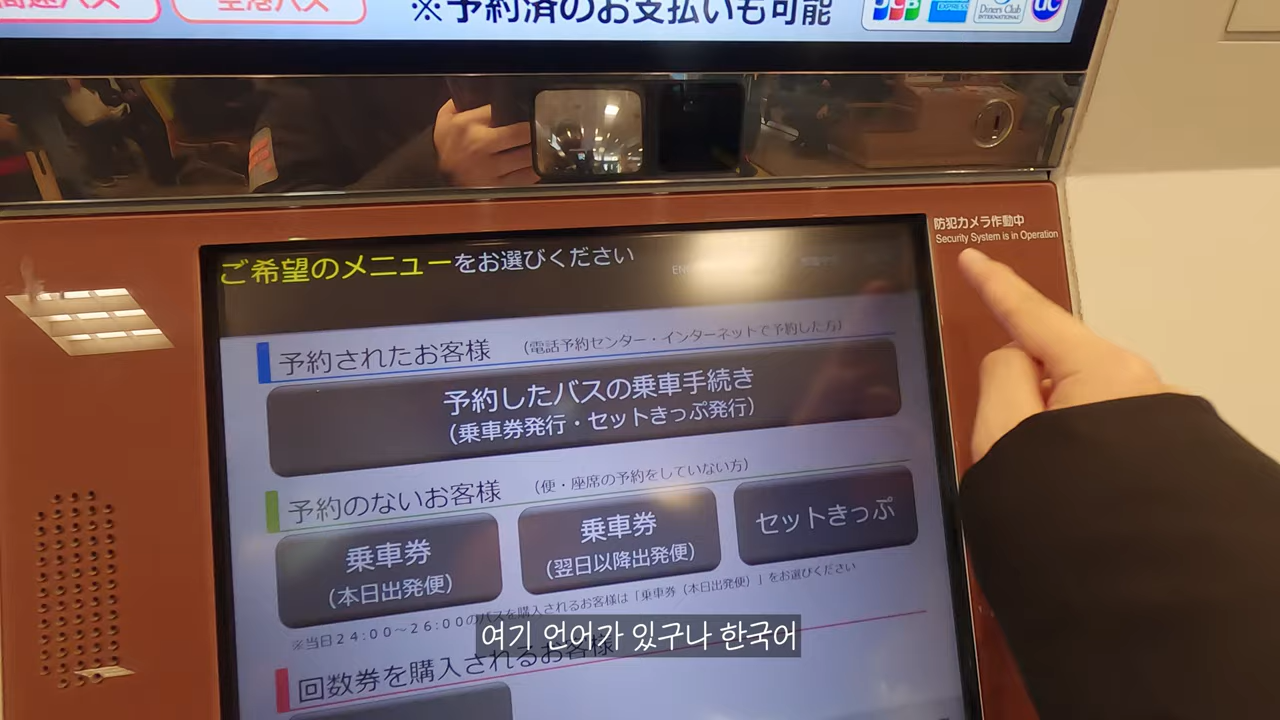 高速バス
空港バス
※予約済のお支払いも可能
JCB
AMERICAN EXPRESS
Diners Club
INTERNATIONAL
UC
防犯カメラ作動中
Security System is in Operation
ご希望のメニューをお選びください
予約されたお客様 (電話予約センター・インターネットで予約した方)
予約したバスの乗車手続き
(乗車券発行・セットきっぷ発行)
予約のないお客様 (便・座席の予約をしていない方)
乗車券
(本日出発便)
乗車券
(翌日以降出発便)
セットきっぷ
※当日24:00~26:00のバスを購入されるお客様は「乗車券(本日出発便)」をお選びください
回数券を購入されるお客様
여기 언어가 있구나 한국어